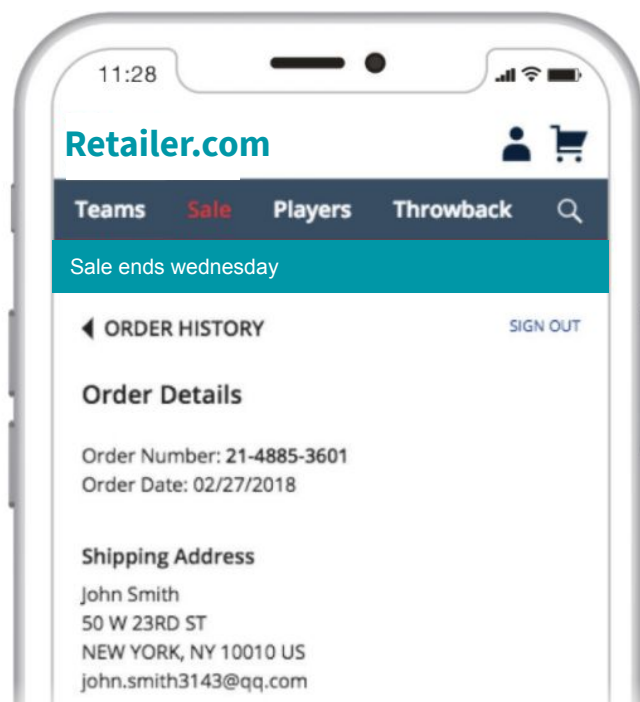 11:28
Retailer.com
Teams Sale Players Throwback
Sale ends wednesday
ORDER HISTORY SIGN OUT
Order Details
Order Number: 21-4885-3601
Order Date: 02/27/2018
Shipping Address
John Smith
50 W 23RD ST
NEW YORK, NY 10010 US
john.smith3143@qq.com